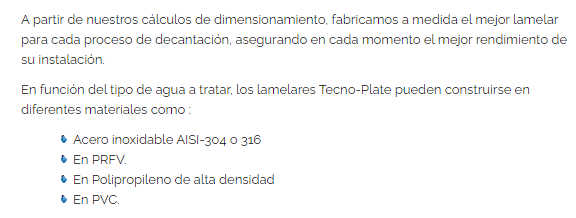 A partir de nuestros cálculos de dimensionamiento, fabricamos a medida el mejor lamelar
para cada proceso de decantación, asegurando en cada momento el mejor rendimiento de
su instalación.
En función del tipo de agua a tratar, los lamelares Tecno-Plate pueden construirse en
diferentes materiales como :
Acero inoxidable AISI-304 o 316
En PRFV.
En Polipropileno de alta densidad
En PVC.